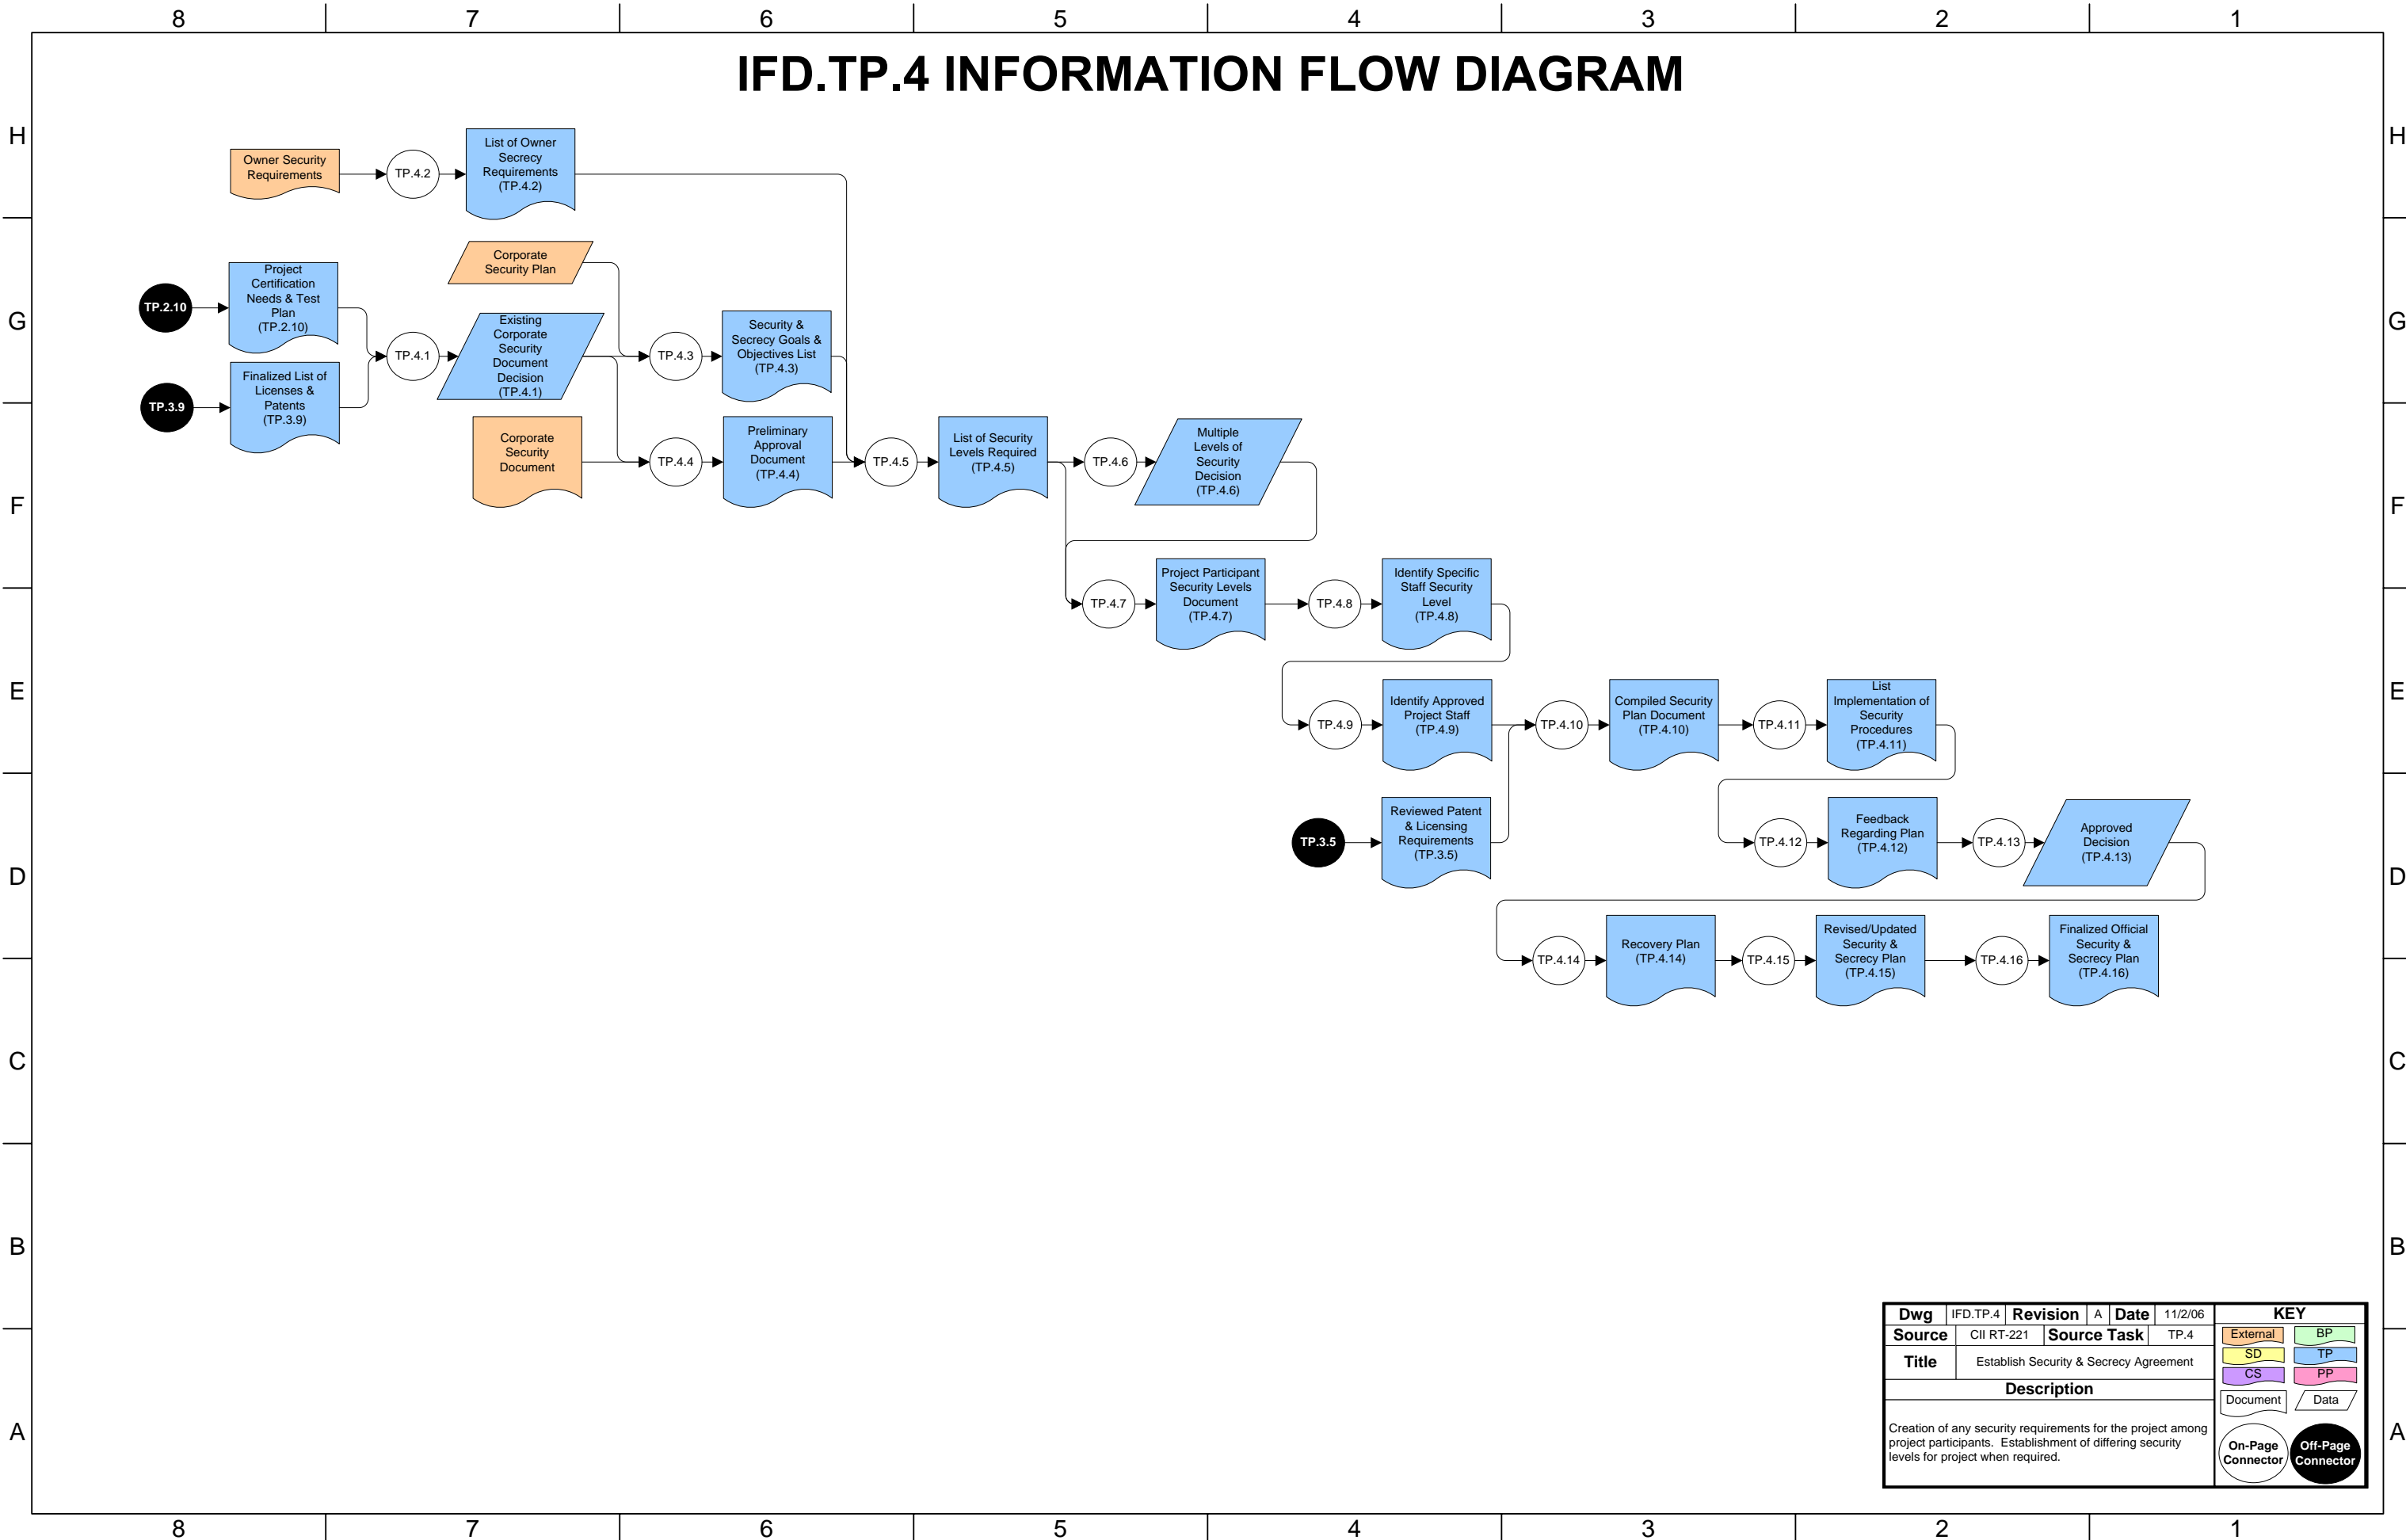 8 7 6 5 4 3 2 1
IFD.TP.4 INFORMATION FLOW DIAGRAM
H
H
G
G
F
F
E
E
D
D
C
C
B
B
A
A
Owner Security
Requirements
TP.4.2
List of Owner
Secrecy
Requirements
(TP.4.2)
Corporate
Security Plan
TP.2.10
Project
Certification
Needs & Test
Plan
(TP.2.10)
TP.3.9
Finalized List of
Licenses &
Patents
(TP.3.9)
TP.4.1
Existing
Corporate
Security
Document
Decision
(TP.4.1)
TP.4.3
Security &
Secrecy Goals &
Objectives List
(TP.4.3)
Corporate
Security
Document
TP.4.4
Preliminary
Approval
Document
(TP.4.4)
TP.4.5
List of Security
Levels Required
(TP.4.5)
TP.4.6
Multiple
Levels of
Security
Decision
(TP.4.6)
TP.4.7
Project Participant
Security Levels
Document
(TP.4.7)
TP.4.8
Identify Specific
Staff Security
Level
(TP.4.8)
TP.4.9
Identify Approved
Project Staff
(TP.4.9)
TP.4.10
Compiled Security
Plan Document
(TP.4.10)
TP.4.11
List
Implementation of
Security
Procedures
(TP.4.11)
TP.3.5
Reviewed Patent
& Licensing
Requirements
(TP.3.5)
TP.4.12
Feedback
Regarding Plan
(TP.4.12)
TP.4.13
Approved
Decision
(TP.4.13)
TP.4.14
Recovery Plan
(TP.4.14)
TP.4.15
Revised/Updated
Security &
Secrecy Plan
(TP.4.15)
TP.4.16
Finalized Official
Security &
Secrecy Plan
(TP.4.16)
Dwg IFD.TP.4 Revision A Date 11/2/06
Source CII RT-221 Source Task TP.4
Title Establish Security & Secrecy Agreement
Description
Creation of any security requirements for the project among
project participants. Establishment of differing security
levels for project when required.
KEY
External BP
SD TP
CS PP
Document Data
On-Page
Connector
Off-Page
Connector
8 7 6 5 4 3 2 1